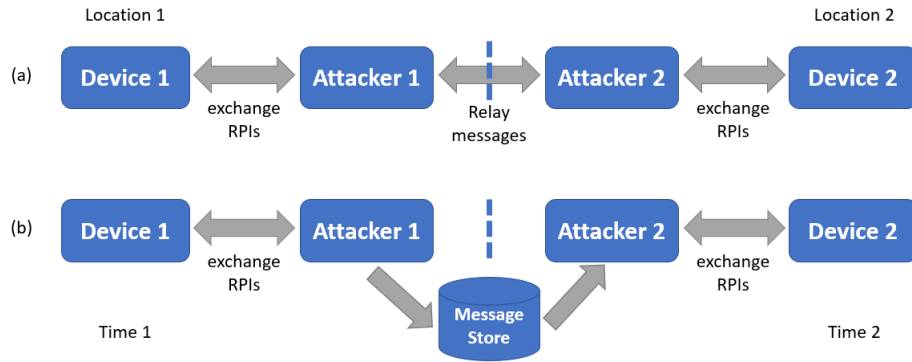 Location 1
Location 2
(a)
Device 1
Attacker 1
Attacker 2
Device 2
exchange
RPIs
Relay
messages
exchange
RPIs
(b)
Device 1
Attacker 1
Attacker 2
Device 2
exchange
RPIs
exchange
RPIs
Message
Store
Time 1
Time 2